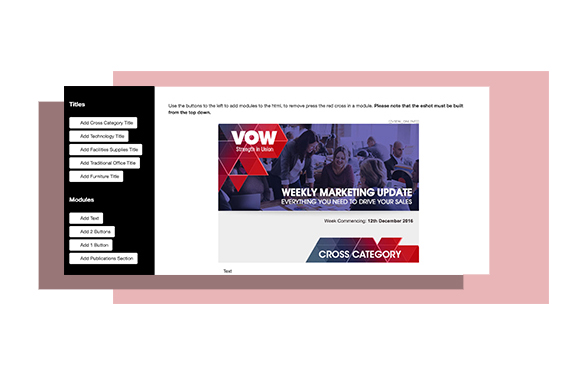 Titles
Add Cross Category Title
Add Technology Title
Add Facilities Supplies Title
Add Traditional Office Title
Add Furniture Title
Modules
Add Text
Add 2 Buttons
Add 1 Button
Add Publications Section
Use the buttons to the left to add modules to the html, to remove press the red cross in a module. Please note that the eshot must be built
from the top down.
VOW
Strength in Union
WEEKLY MARKETING UPDATE
EVERYTHING YOU NEED TO DRIVE YOUR SALES
Week Commencing: 12th December 2016
CROSS CATEGORY
Text